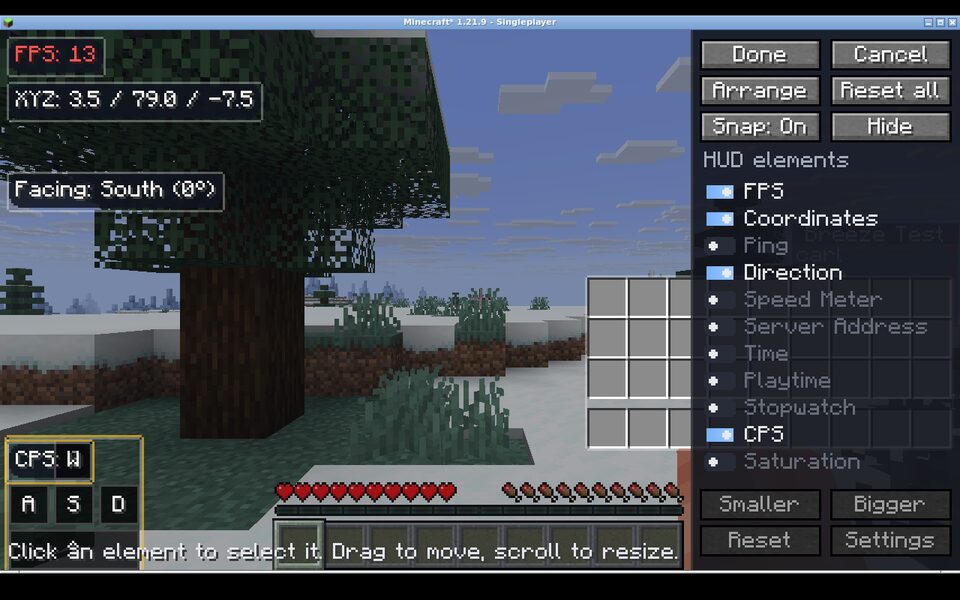 Minecraft* 1.21.9 - Singleplayer
FPS: 13
XYZ: 3.5 / 79.0 / -7.5
Facing: South (0°)
CPS: W
A S D
Click an element to select it. Drag to move, scroll to resize.
Done Cancel
Arrange Reset all
Snap: On Hide
HUD elements
FPS
Coordinates
Ping
Direction
Speed Meter
Server Address
Time
Playtime
Stopwatch
CPS
Saturation
Smaller Bigger
Reset Settings